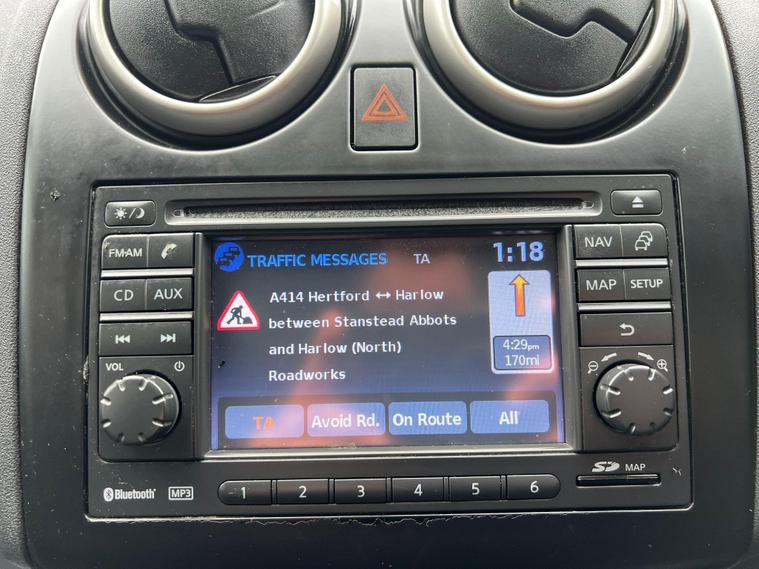 TRAFFIC MESSAGES TA 1:18
FM·AM
NAV
A414 Hertford ↔ Harlow
between Stanstead Abbots
and Harlow (North)
Roadworks
CD AUX
MAP SETUP
4:29pm
170mi
VOL
TA Avoid Rd. On Route All
Bluetooth® MP3
1 2 3 4 5 6
SD MAP